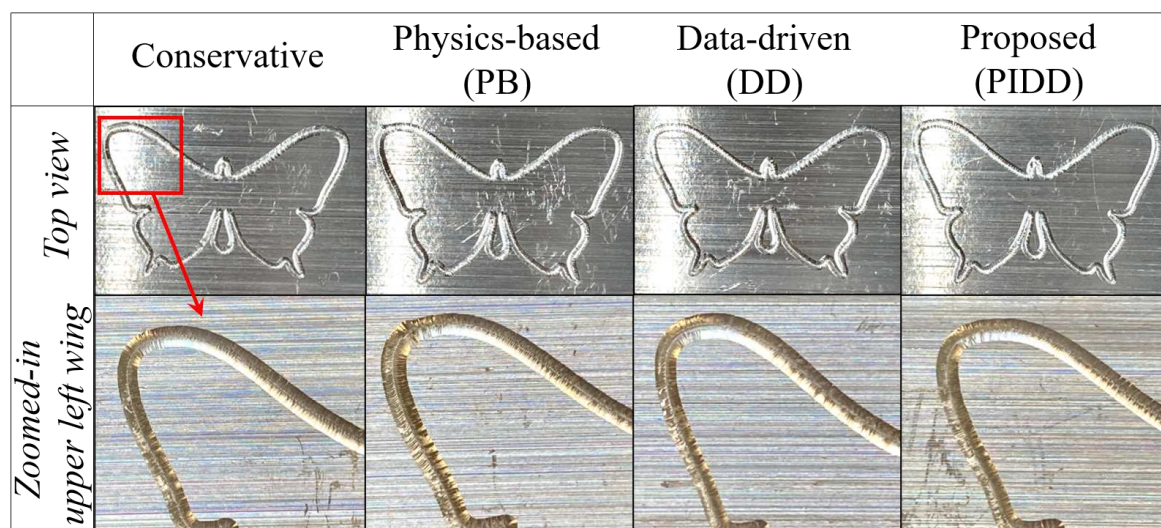 Conservative
Physics-based
(PB)
Data-driven
(DD)
Proposed
(PIDD)
Top view
Zoomed-in
upper left wing